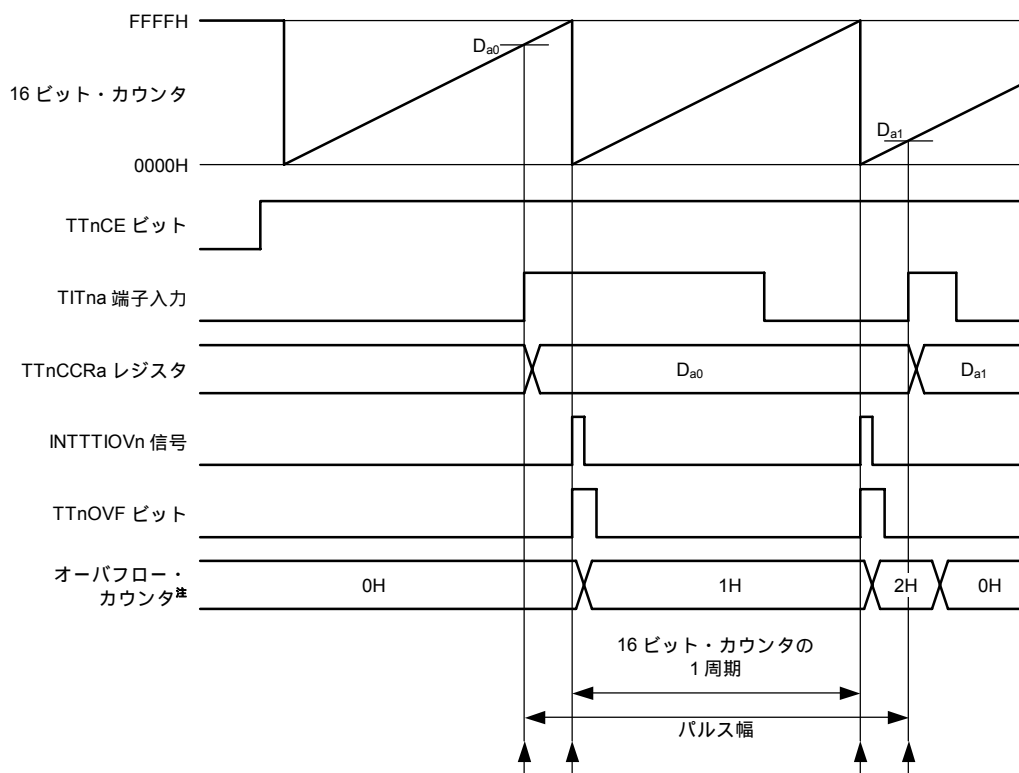 FFFFH
Da0
16 ビット・カウンタ
Da1
0000H
TTnCE ビット
TITna 端子入力
TTnCCRa レジスタ
Da0
Da1
INTTTIOVn 信号
TTnOVF ビット
オーバフロー・
カウンタ注
0H
1H
2H
0H
16 ビット・カウンタの
1 周期
パルス幅